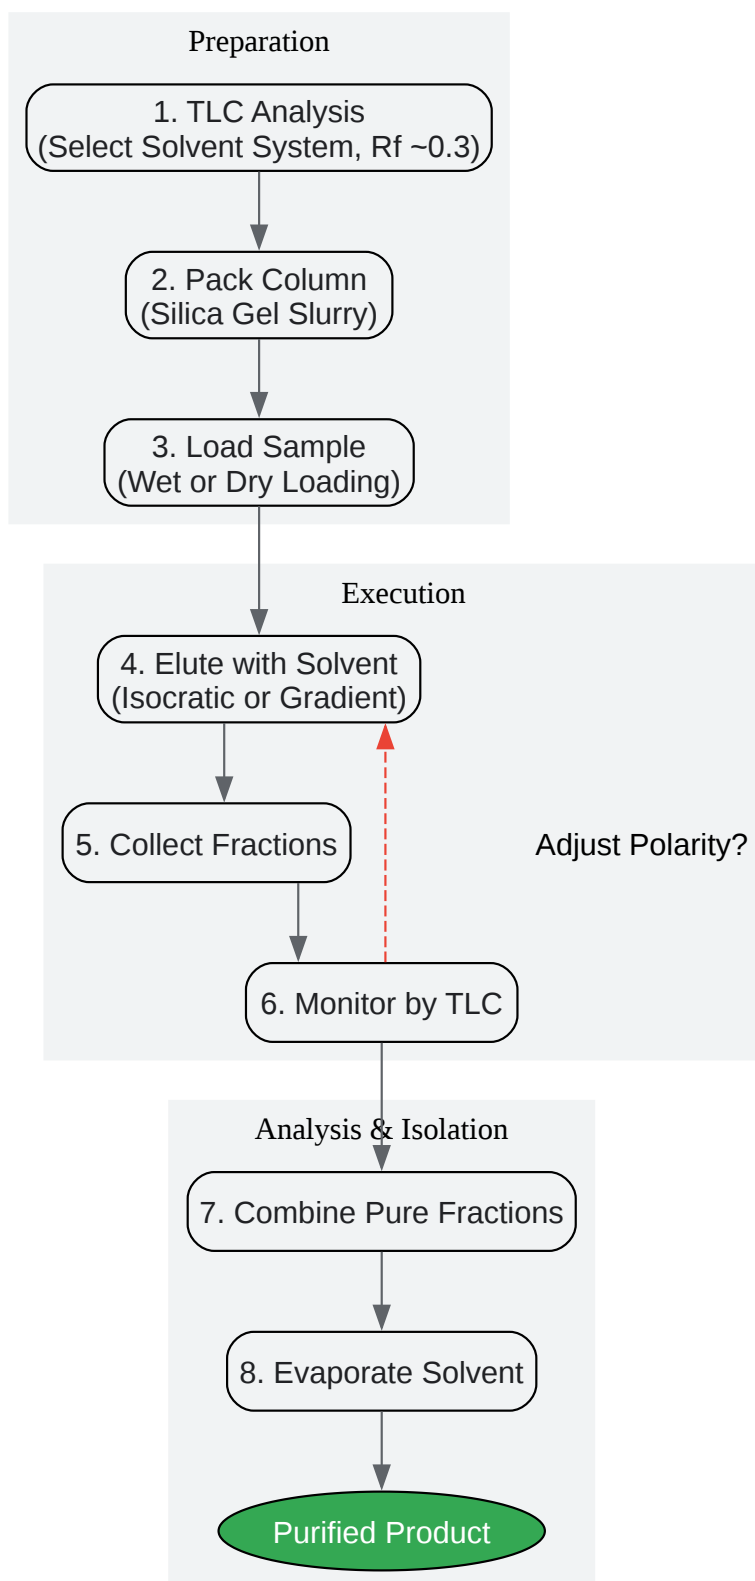 Preparation
1. TLC Analysis
(Select Solvent System, Rf ~0.3)
2. Pack Column
(Silica Gel Slurry)
3. Load Sample
(Wet or Dry Loading)
Execution
4. Elute with Solvent
(Isocratic or Gradient)
5. Collect Fractions
Adjust Polarity?
6. Monitor by TLC
Analysis & Isolation
7. Combine Pure Fractions
8. Evaporate Solvent
Purified Product